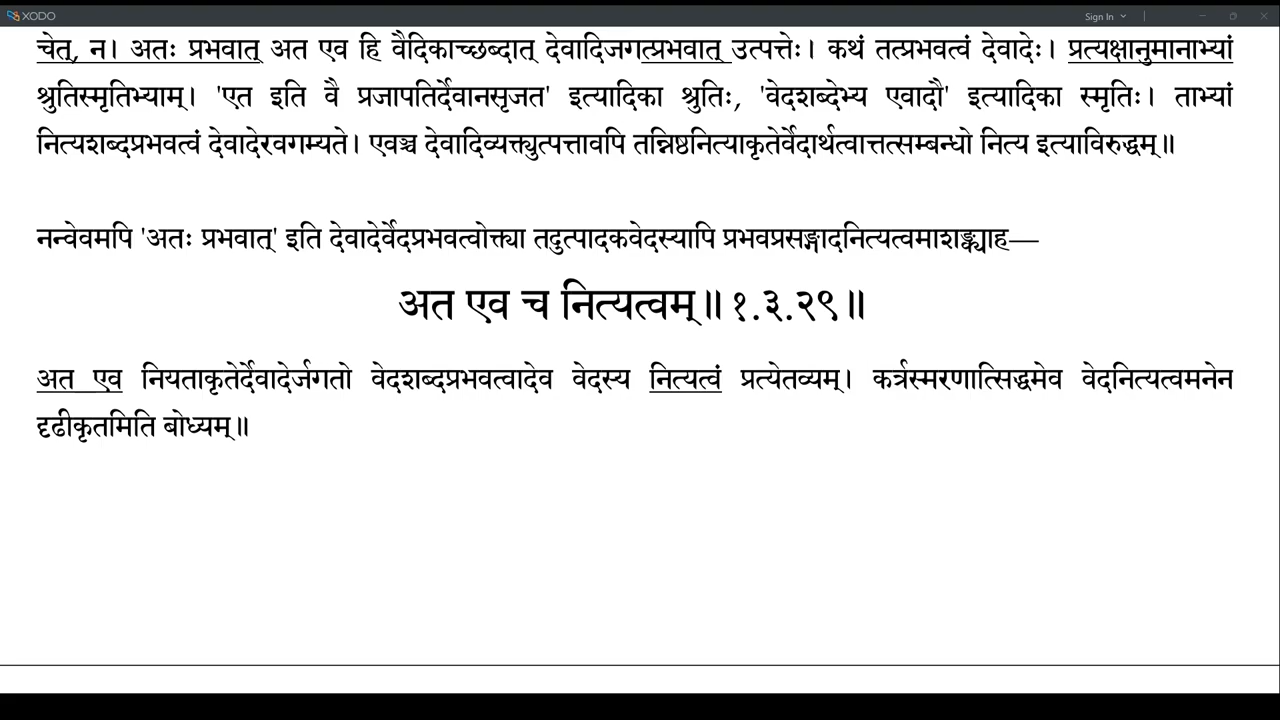 XODO
Sign In
चेत्, न। अतः प्रभवात् अत एव हि वैदिकाच्छब्दात् देवादिजगत्प्रभवात् उत्पत्तेः। कथं तत्प्रभवत्वं देवादेः। प्रत्यक्षानुमानाभ्यां
श्रुतिस्मृतिभ्याम्। 'एत इति वै प्रजापतिर्देवानसृजत' इत्यादिका श्रुतिः, 'वेदशब्देभ्य एवादौ' इत्यादिका स्मृतिः। ताभ्यां
नित्यशब्दप्रभवत्वं देवादेरवगम्यते। एवञ्च देवादिव्यक्त्युत्पत्तावपि तन्निष्ठनित्याकृतेर्वेदार्थत्वात्तत्सम्बन्धो नित्य इत्याविरुद्धम्॥
नन्वेवमपि 'अतः प्रभवात्' इति देवादेर्वेदप्रभवत्वोक्त्या तदुत्पादकवेदस्यापि प्रभवप्रसङ्गादनित्यत्वमाशङ्क्याह—
अत एव च नित्यत्वम्॥ १.३.२९॥
अत एव नियताकृतेर्देवादेर्जगतो वेदशब्दप्रभवत्वादेव वेदस्य नित्यत्वं प्रत्येतव्यम्। कर्त्रस्मरणात्सिद्धमेव वेदनित्यत्वमनेन
दृढीकृतमिति बोध्यम्॥